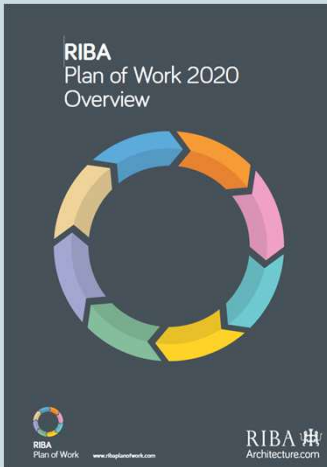 RIBA
Plan of Work 2020
Overview
RIBA
Plan of Work
www.ribaplanofwork.com
RIBA
Architecture.com